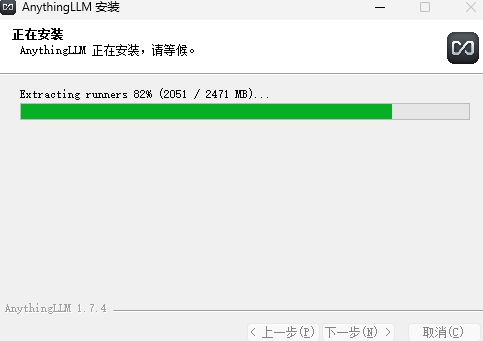 AnythingLLM 安装
正在安装
AnythingLLM 正在安装，请等候。
Extracting runners 82% (2051 / 2471 MB)...
AnythingLLM 1.7.4
< 上一步(P) 下一步(N) > 取消(C)